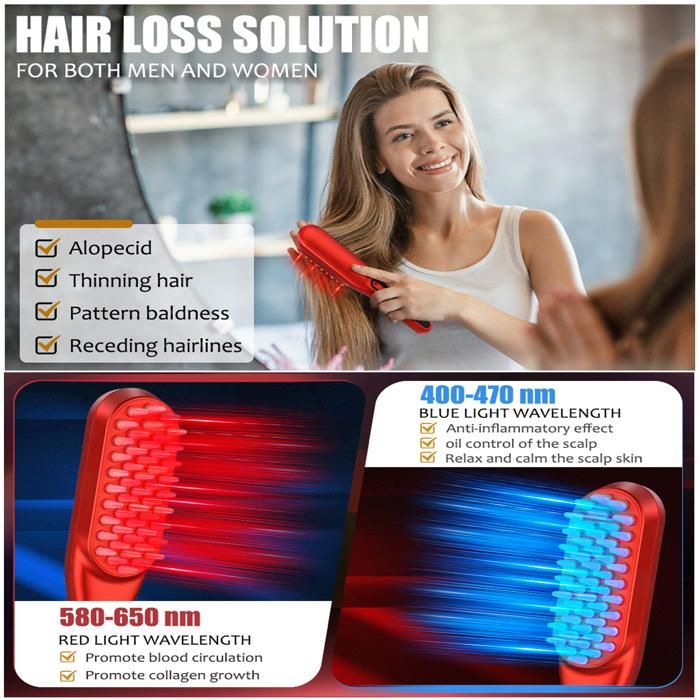 HAIR LOSS SOLUTION
FOR BOTH MEN AND WOMEN
Alopecid
Thinning hair
Pattern baldness
Receding hairlines
400-470 nm
BLUE LIGHT WAVELENGTH
Anti-inflammatory effect
oil control of the scalp
Relax and calm the scalp skin
580-650 nm
RED LIGHT WAVELENGTH
Promote blood circulation
Promote collagen growth